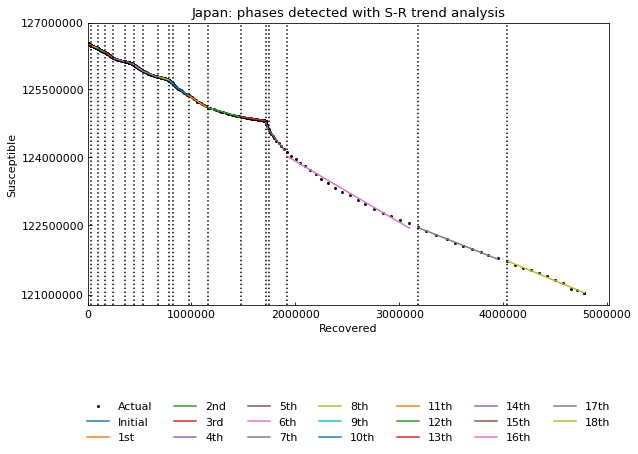 Japan: phases detected with S-R trend analysis
127000000
125500000
124000000
122500000
121000000
Susceptible
0 1000000 2000000 3000000 4000000 5000000
Recovered
Actual 2nd 5th 8th 11th 14th 17th
Initial 3rd 6th 9th 12th 15th 18th
1st 4th 7th 10th 13th 16th